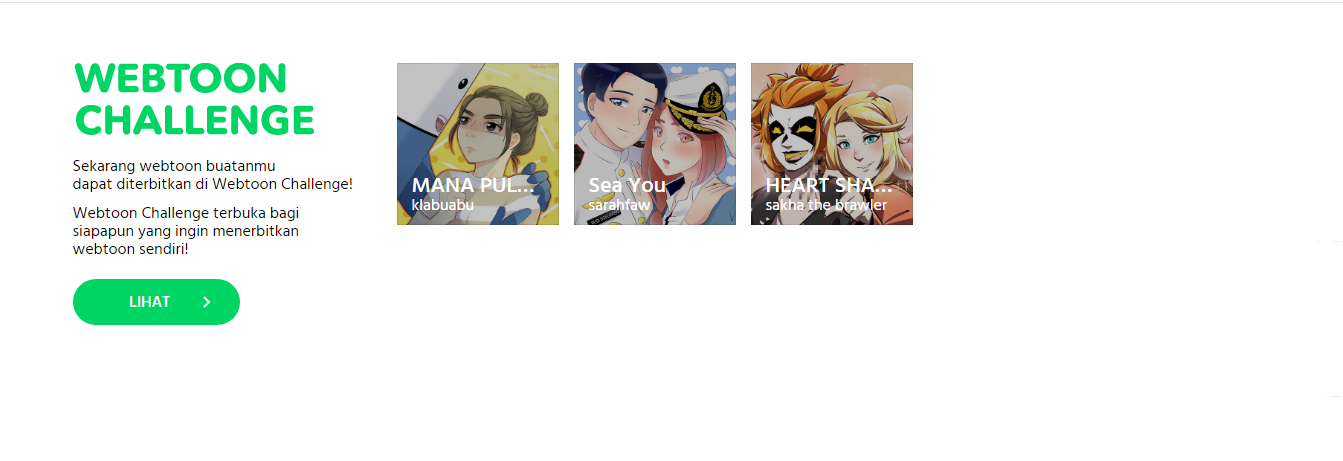 WEBTOON
CHALLENGE
Sekarang webtoon buatanmu
dapat diterbitkan di Webtoon Challenge!
Webtoon Challenge terbuka bagi
siapapun yang ingin menerbitkan
webtoon sendiri!
LIHAT
MANA PUL...
klabuabu
Sea You
sarahfaw
HEART SHA...
sakha the brawler